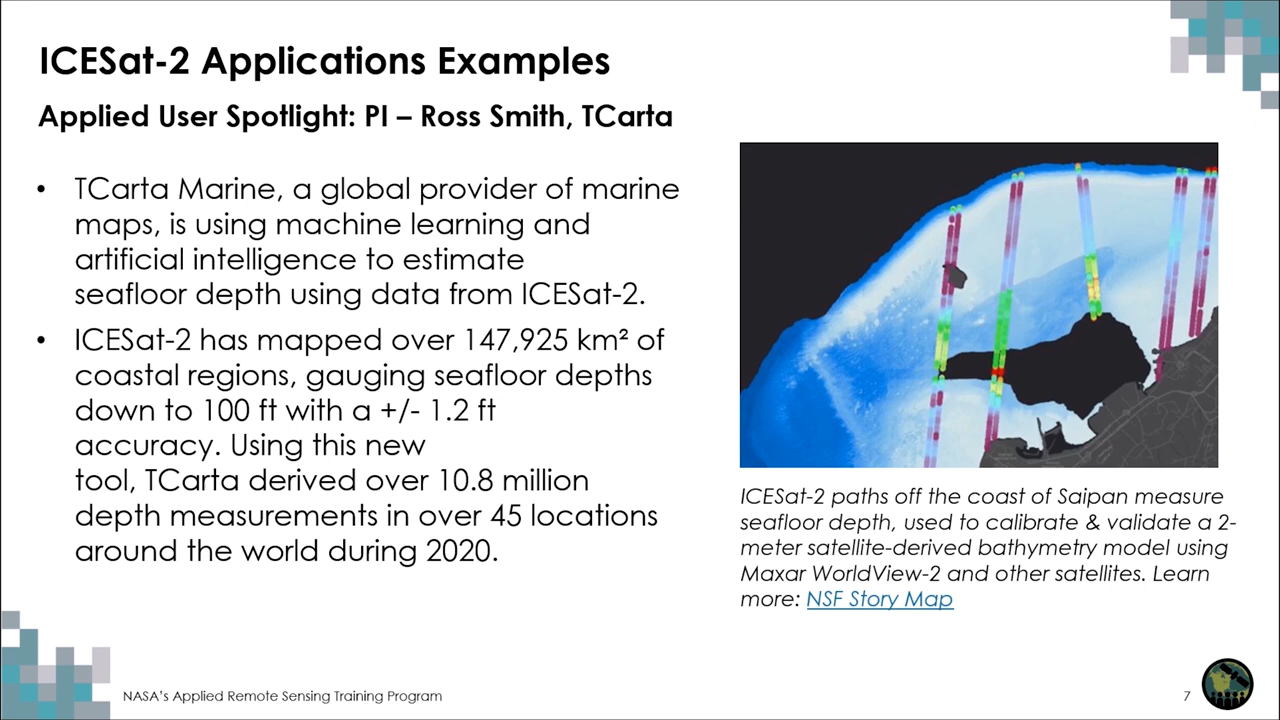 ICESat-2 Applications Examples
Applied User Spotlight: PI – Ross Smith, TCarta
• TCarta Marine, a global provider of marine
maps, is using machine learning and
artificial intelligence to estimate
seafloor depth using data from ICESat-2.
• ICESat-2 has mapped over 147,925 km² of
coastal regions, gauging seafloor depths
down to 100 ft with a +/- 1.2 ft
accuracy. Using this new
tool, TCarta derived over 10.8 million
depth measurements in over 45 locations
around the world during 2020.
ICESat-2 paths off the coast of Saipan measure
seafloor depth, used to calibrate & validate a 2-
meter satellite-derived bathymetry model using
Maxar WorldView-2 and other satellites. Learn
more: NSF Story Map
NASA's Applied Remote Sensing Training Program
7